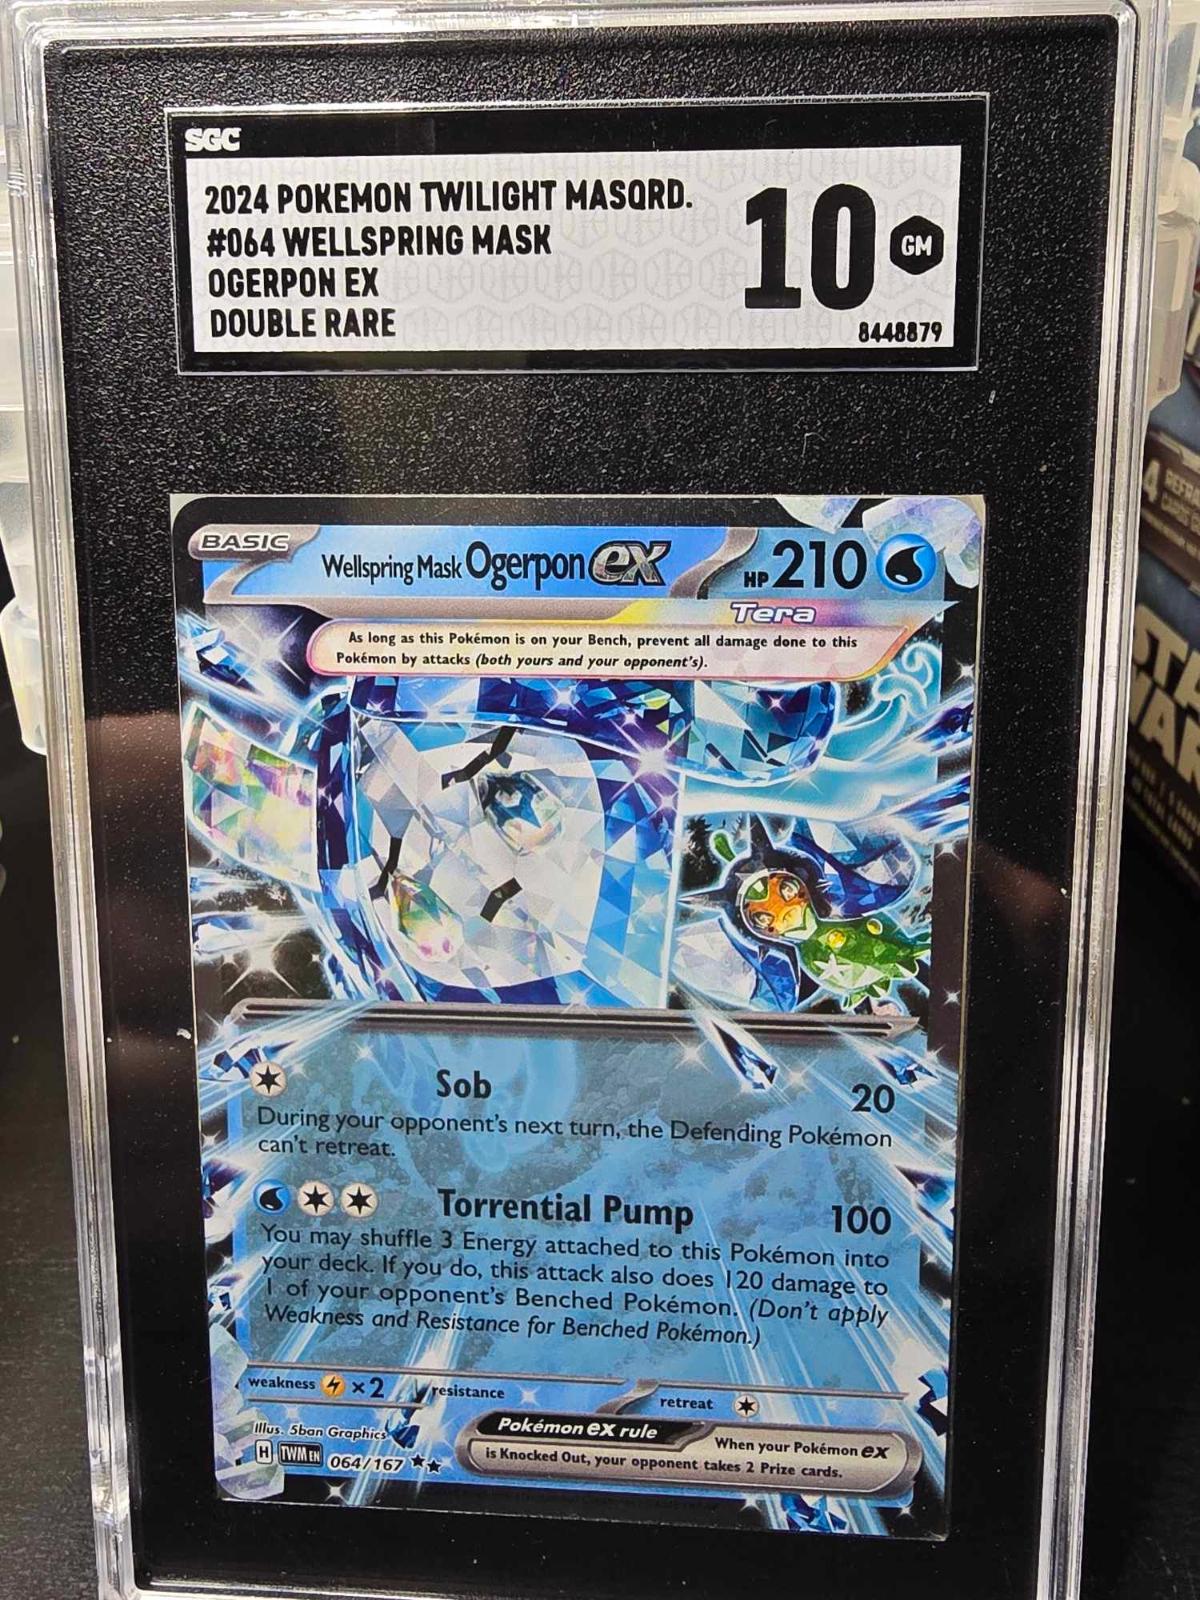 SGC
2024 POKEMON TWILIGHT MASQRD.
#064 WELLSPRING MASK
OGERPON EX
DOUBLE RARE
10 GM
8448879
BASIC
Wellspring Mask Ogerpon ex HP 210
Tera
As long as this Pokémon is on your Bench, prevent all damage done to this
Pokémon by attacks (both yours and your opponent's).
Sob 20
During your opponent's next turn, the Defending Pokémon
can't retreat.
Torrential Pump 100
You may shuffle 3 Energy attached to this Pokémon into
your deck. If you do, this attack also does 120 damage to
1 of your opponent's Benched Pokémon. (Don't apply
Weakness and Resistance for Benched Pokémon.)
weakness ×2 resistance retreat
Illus. 5ban Graphics
H TWM EN 064/167
Pokémon ex rule When your Pokémon ex
is Knocked Out, your opponent takes 2 Prize cards.